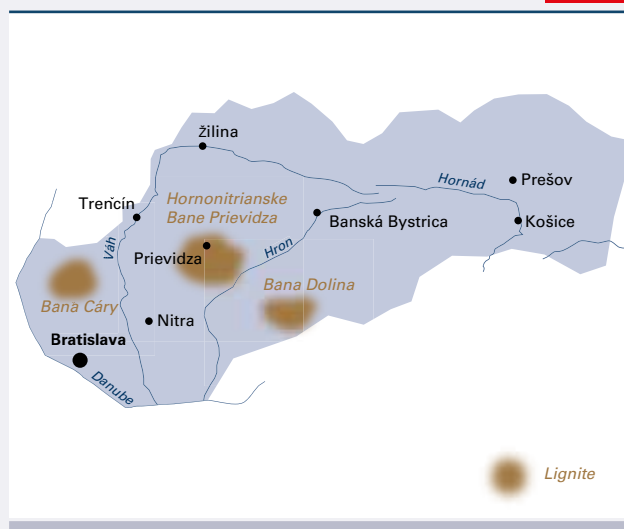 Žilina
Hornád
Prešov
Trenčín
Hornonitrianske
Bane Prievidza
Banská Bystrica
Košice
Váh
Prievidza
Hron
Bana Dolina
Bana Cáry
Nitra
Bratislava
Danube
Lignite